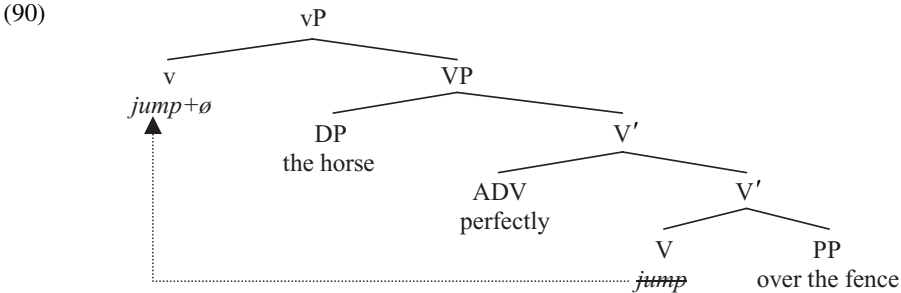 (90) vP
v VP
jump+ø
DP V′
the horse
ADV V′
perfectly
V PP
jump over the fence